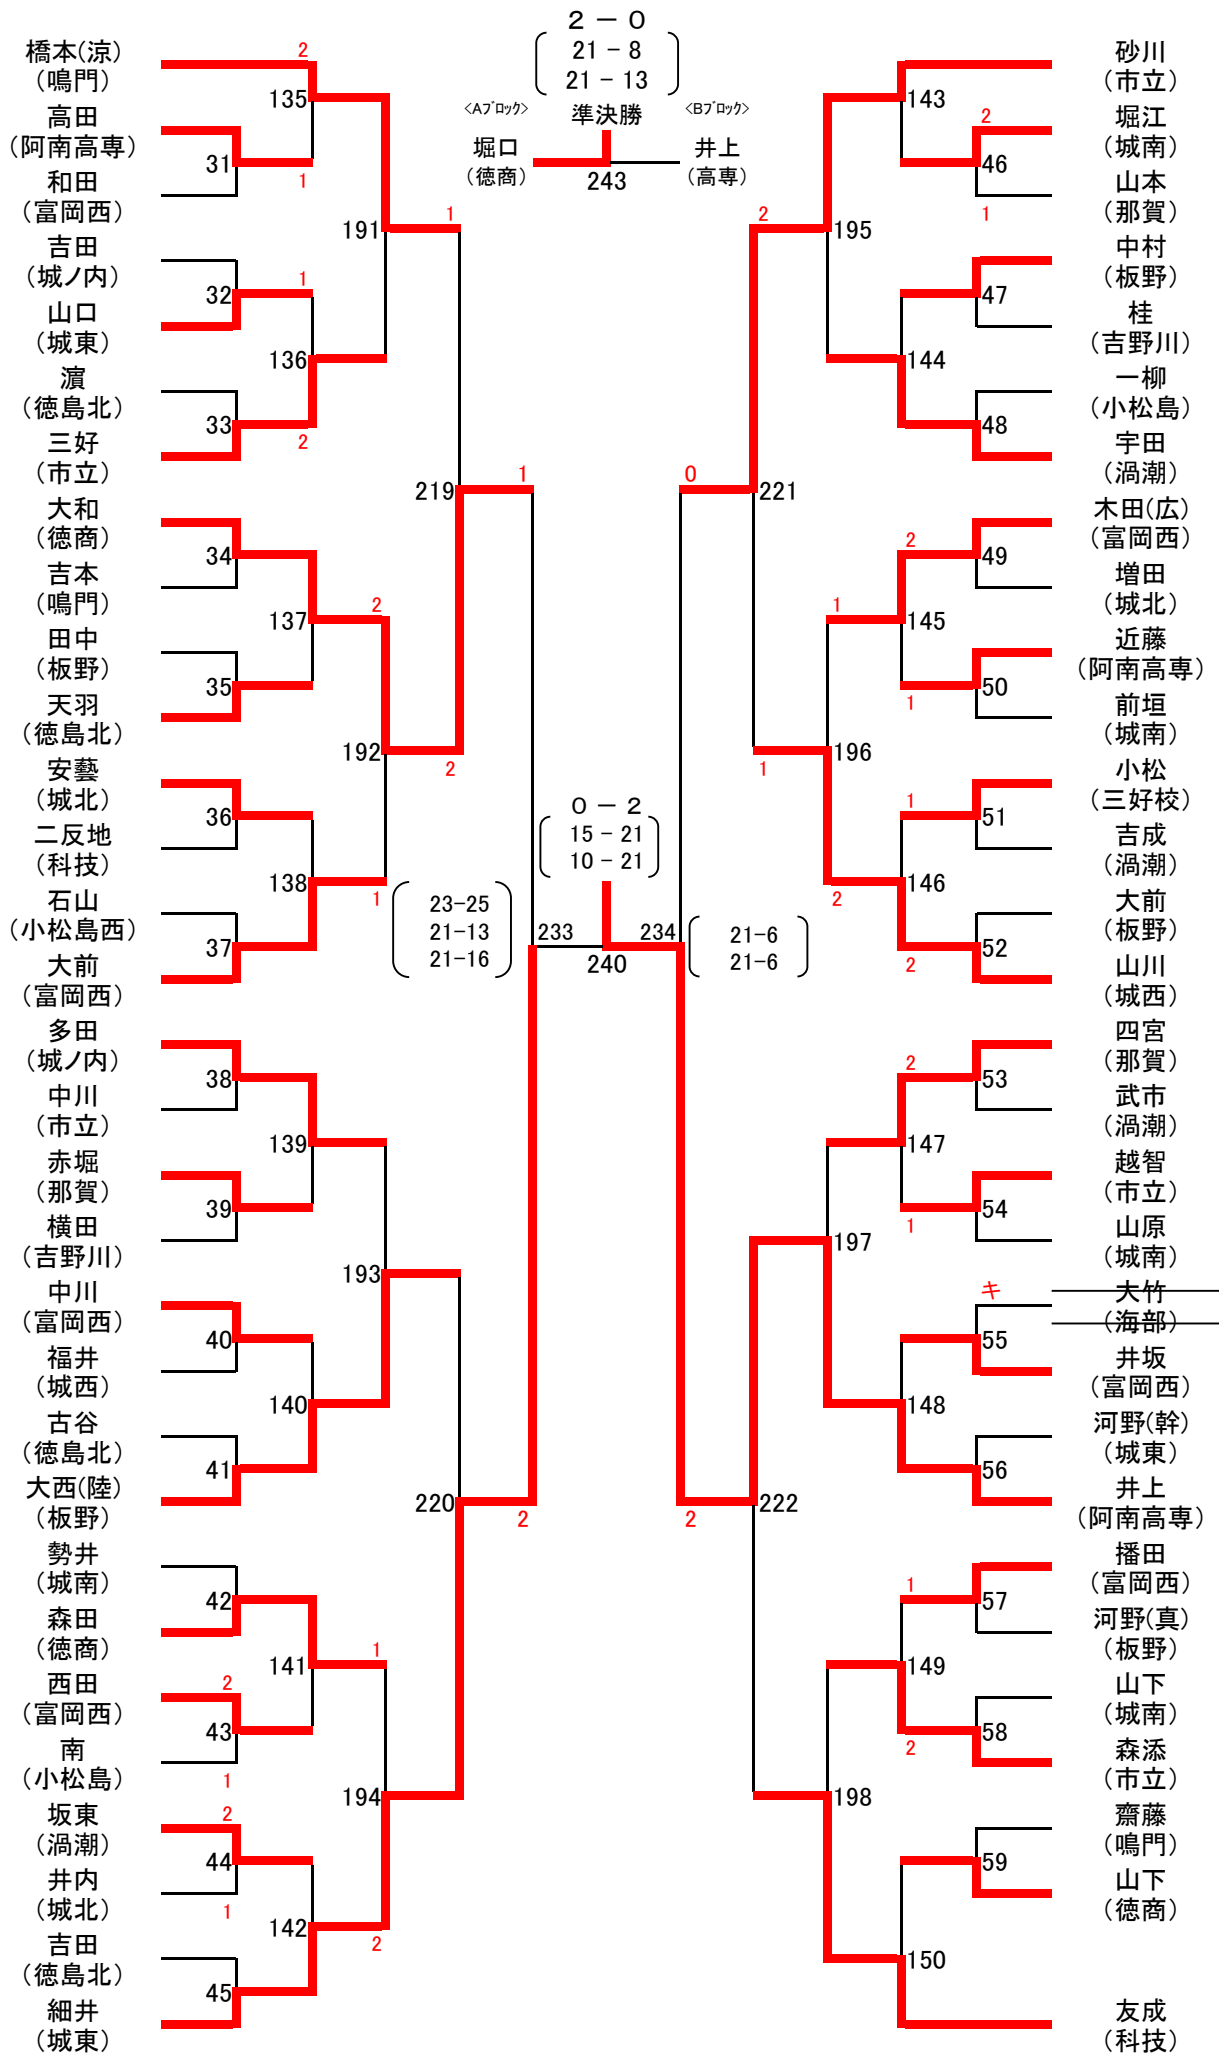 2 － 0
21 － 8
21 － 13
<Aブロック>
準決勝
<Bブロック>
堀口
(徳商)
243
井上
(高専)
橋本(涼)
(鳴門)
2
135
高田
(阿南高専)
31
1
和田
(富岡西)
191
1
吉田
(城ノ内)
32
1
山口
(城東)
136
濵
(徳島北)
33
2
三好
(市立)
219
1
大和
(徳商)
34
吉本
(鳴門)
137
2
田中
(板野)
35
天羽
(徳島北)
192
2
安藝
(城北)
36
二反地
(科技)
138
1
石山
(小松島西)
37
大前
(富岡西)
23-25
21-13
21-16
233
0 － 2
15 － 21
10 － 21
240
234
21-6
21-6
多田
(城ノ内)
38
中川
(市立)
139
赤堀
(那賀)
39
横田
(吉野川)
193
中川
(富岡西)
40
福井
(城西)
140
古谷
(徳島北)
41
大西(陸)
(板野)
220
2
勢井
(城南)
42
森田
(徳商)
141
1
西田
(富岡西)
2
43
南
(小松島)
1
194
坂東
(渦潮)
2
44
井内
(城北)
1
142
2
吉田
(徳島北)
45
細井
(城東)
砂川
(市立)
143
堀江
(城南)
2
46
山本
(那賀)
1
2
195
中村
(板野)
47
桂
(吉野川)
144
一柳
(小松島)
48
宇田
(渦潮)
0
221
木田(広)
(富岡西)
2
49
増田
(城北)
1
145
近藤
(阿南高専)
50
1
前垣
(城南)
1
196
小松
(三好校)
1
51
吉成
(渦潮)
2
146
大前
(板野)
52
2
山川
(城西)
四宮
(那賀)
2
53
武市
(渦潮)
147
越智
(市立)
54
1
山原
(城南)
197
キ
大竹
(海部)
55
井坂
(富岡西)
148
河野(幹)
(城東)
56
井上
(阿南高専)
2
222
播田
(富岡西)
1
57
河野(真)
(板野)
149
山下
(城南)
58
2
森添
(市立)
198
齋藤
(鳴門)
59
山下
(徳商)
150
友成
(科技)